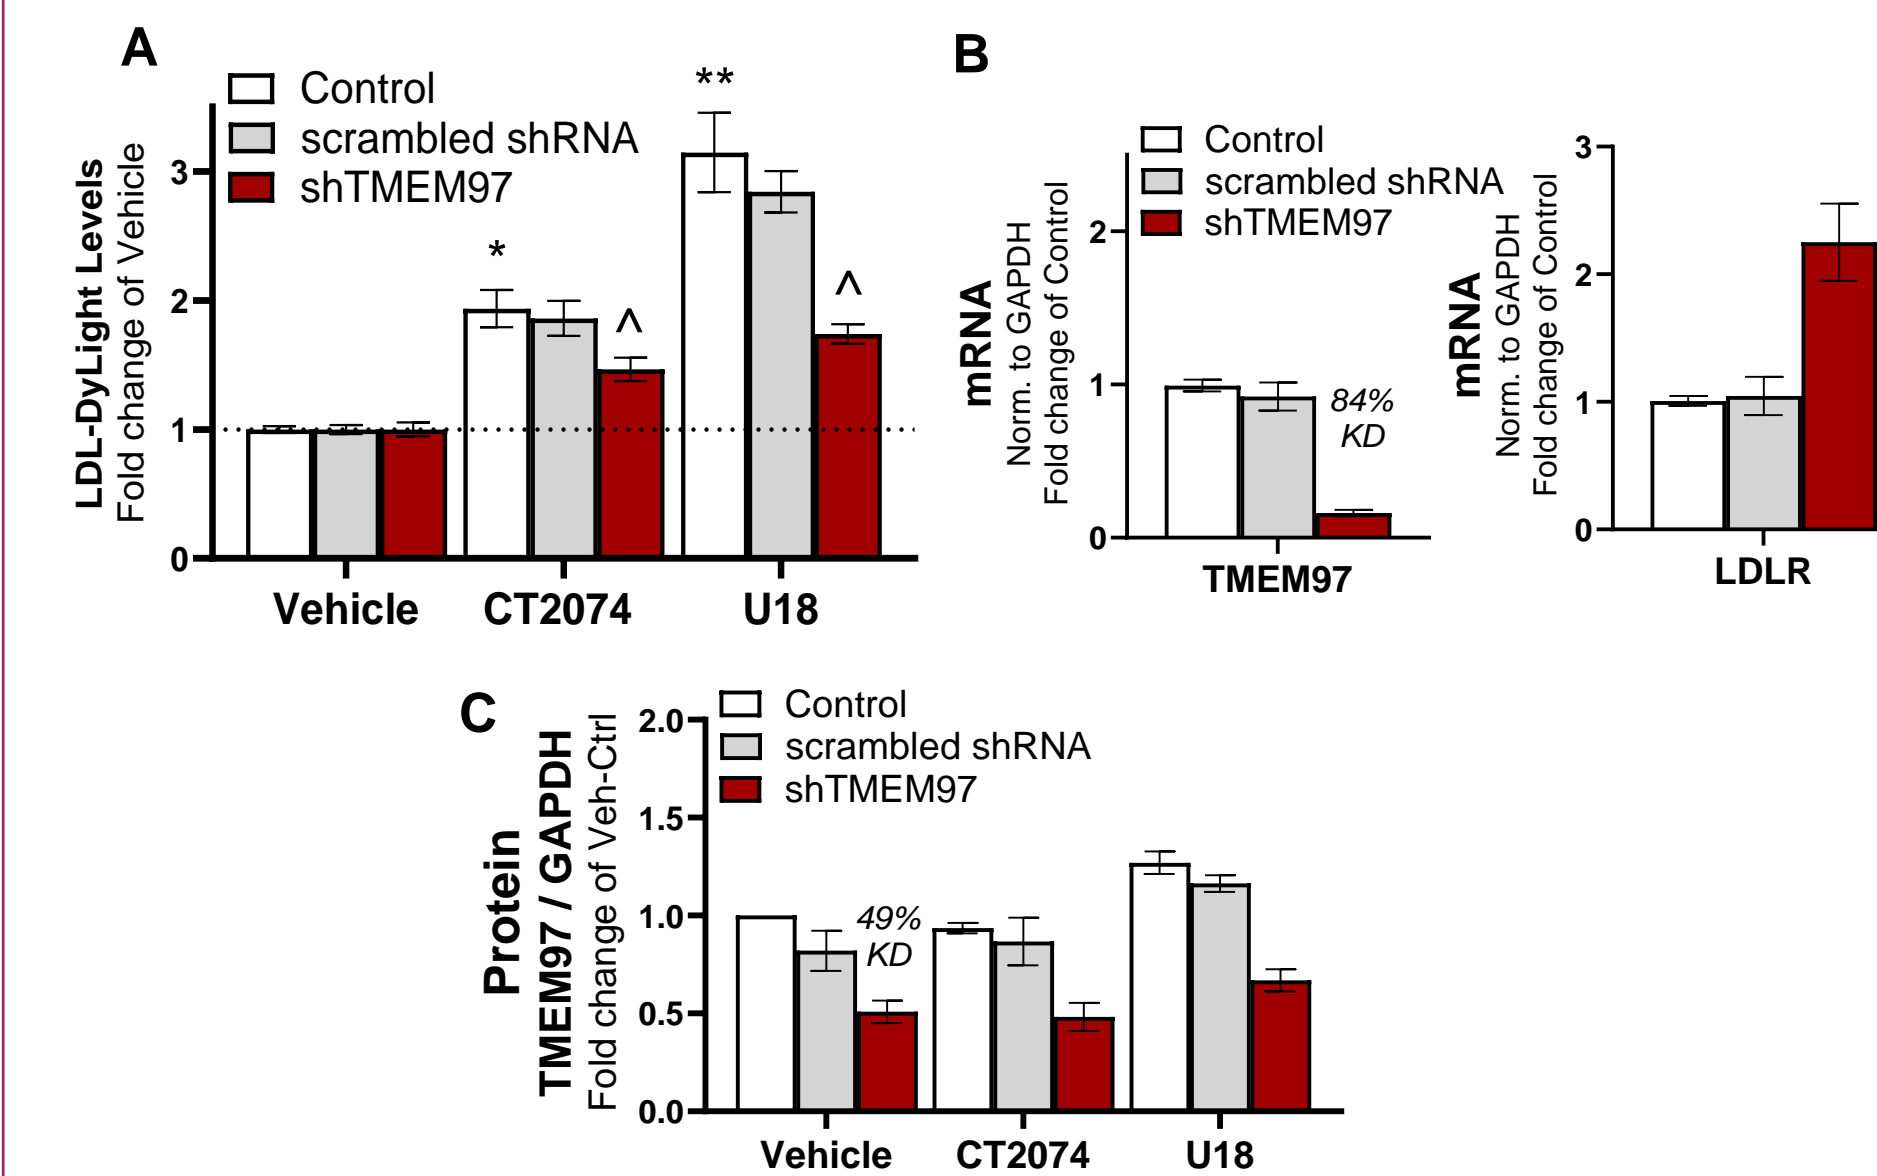 A
Control
scrambled shRNA
shTMEM97
LDL-DyLight Levels
Fold change of Vehicle
3
2
1
0
*
^
**
^
Vehicle
CT2074
U18
B
Control
scrambled shRNA
shTMEM97
mRNA
Norm. to GAPDH
Fold change of Control
2
1
0
84%
KD
TMEM97
mRNA
Norm. to GAPDH
Fold change of Control
3
2
1
0
LDLR
C
Control
scrambled shRNA
shTMEM97
Protein
TMEM97 / GAPDH
Fold change of Veh-Ctrl
2.0
1.5
1.0
0.5
0.0
49%
KD
Vehicle
CT2074
U18